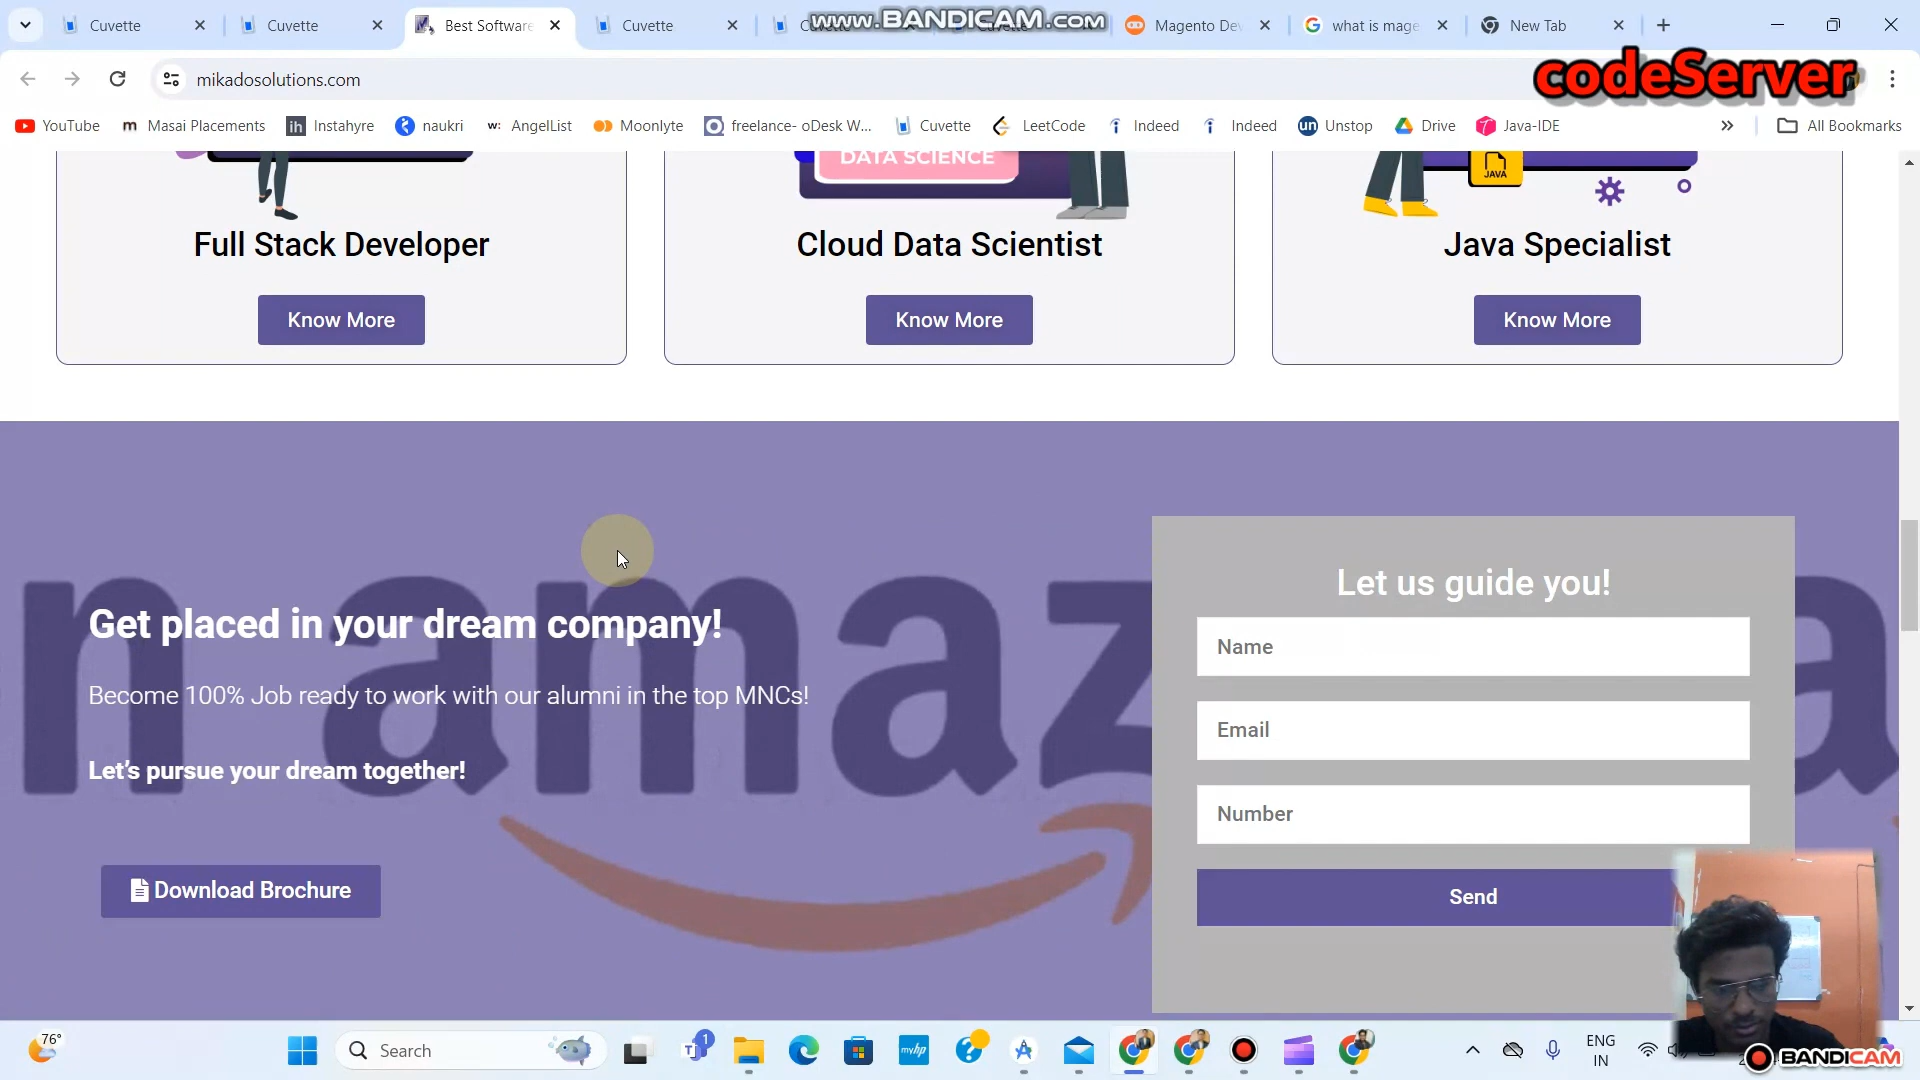 Cuvette
Cuvette
Best Software
Cuvette
www.BANDICAM.com
Magento Dev
what is mage
New Tab
mikadosolutions.com
codeServer
YouTube
Masai Placements
Instahyre
naukri
AngelList
Moonlyte
freelance- oDesk W...
Cuvette
LeetCode
Indeed
Indeed
Unstop
Drive
Java-IDE
All Bookmarks
DATA SCIENCE
JAVA
Full Stack Developer
Cloud Data Scientist
Java Specialist
Know More
Know More
Know More
n amaz a
Get placed in your dream company!
Become 100% Job ready to work with our alumni in the top MNCs!
Let's pursue your dream together!
Download Brochure
Let us guide you!
Name
Email
Number
Send
76°
Search
1
myhp
ENG
IN
BANDICAM